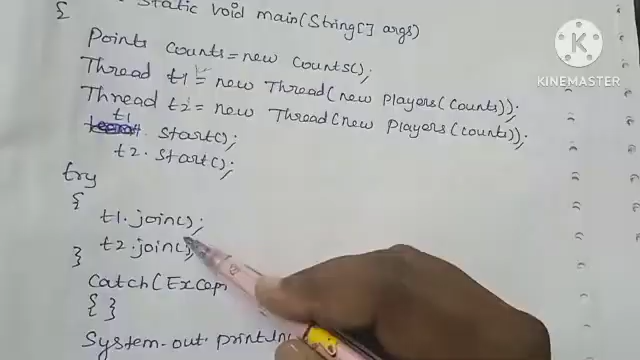 static void main(String[] args)
{
Points counts = new Counts();
Thread t1 = new Thread(new Players(counts));
Thread t2 = new Thread(new Players(counts));
t1. start();
t2. start();
try
{
t1. join();
t2. join();
}
catch(Excep
{ }
System. out. println
KINEMASTER